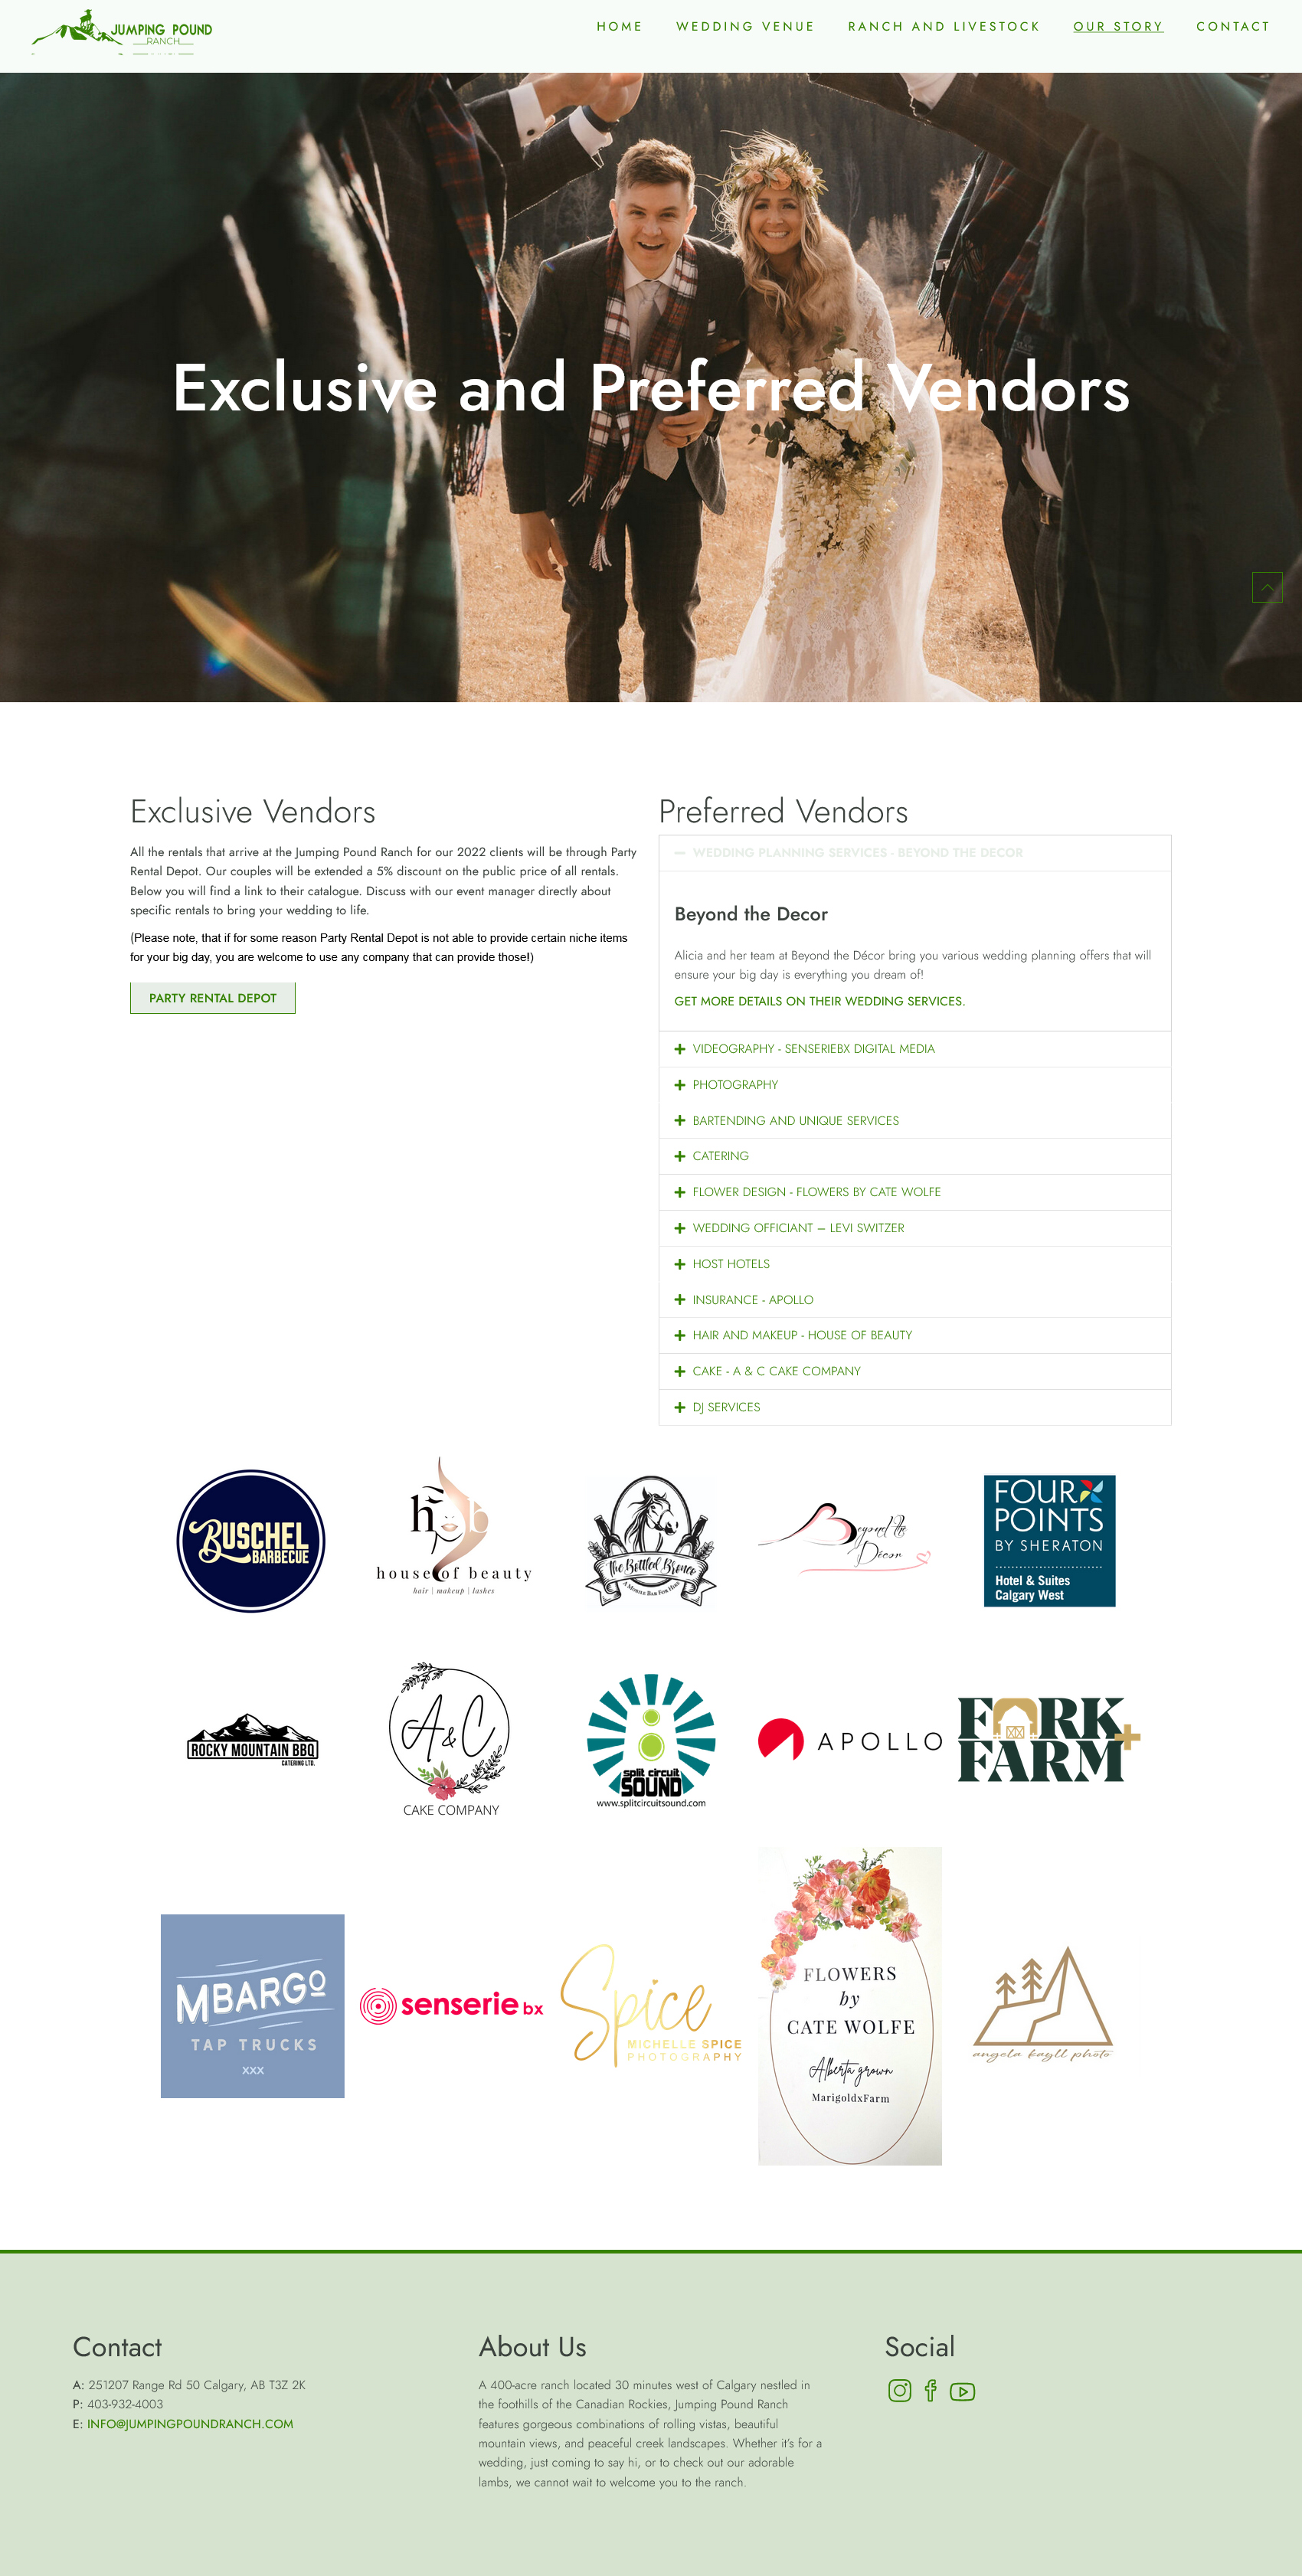 JUMPING POUND
RANCH
HOME WEDDING VENUE RANCH AND LIVESTOCK OUR STORY CONTACT
Exclusive and Preferred Vendors
Exclusive Vendors
All the rentals that arrive at the Jumping Pound Ranch for our 2022 clients will be through Party
Rental Depot. Our couples will be extended a 5% discount on the public price of all rentals.
Below you will find a link to their catalogue. Discuss with our event manager directly about
specific rentals to bring your wedding to life.
(Please note, that if for some reason Party Rental Depot is not able to provide certain niche items
for your big day, you are welcome to use any company that can provide those!)
PARTY RENTAL DEPOT
Preferred Vendors
WEDDING PLANNING SERVICES - BEYOND THE DECOR
Beyond the Decor
Alicia and her team at Beyond the Décor bring you various wedding planning offers that will
ensure your big day is everything you dream of!
GET MORE DETAILS ON THEIR WEDDING SERVICES.
VIDEOGRAPHY - SENSERIEBX DIGITAL MEDIA
PHOTOGRAPHY
BARTENDING AND UNIQUE SERVICES
CATERING
FLOWER DESIGN - FLOWERS BY CATE WOLFE
WEDDING OFFICIANT – LEVI SWITZER
HOST HOTELS
INSURANCE - APOLLO
HAIR AND MAKEUP - HOUSE OF BEAUTY
CAKE - A & C CAKE COMPANY
DJ SERVICES
BUSCHEL
BARBECUE
h b
house of beauty
hair | makeup | lashes
The Bottled Bronco
A Mobile Bar For Hire
Beyond the
Décor
FOUR
POINTS
BY SHERATON
Hotel & Suites
Calgary West
ROCKY MOUNTAIN BBQ
CATERING LTD.
A&C
CAKE COMPANY
split circuit
SOUND
www.splitcircuitsound.com
APOLLO
FORK
FARM
MBARGO
TAP TRUCKS
XXX
senserie bx
Spice
MICHELLE SPICE
PHOTOGRAPHY
FLOWERS
by
CATE WOLFE
Alberta grown
MarigoldxFarm
angela kayll photo
Contact
A: 251207 Range Rd 50 Calgary, AB T3Z 2K
P: 403-932-4003
E: INFO@JUMPINGPOUNDRANCH.COM
About Us
A 400-acre ranch located 30 minutes west of Calgary nestled in
the foothills of the Canadian Rockies, Jumping Pound Ranch
features gorgeous combinations of rolling vistas, beautiful
mountain views, and peaceful creek landscapes. Whether it's for a
wedding, just coming to say hi, or to check out our adorable
lambs, we cannot wait to welcome you to the ranch.
Social